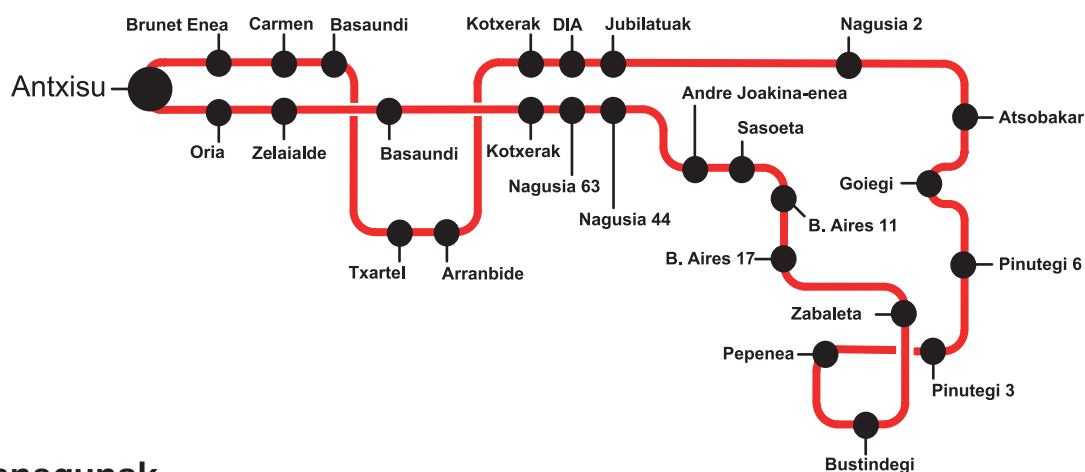 Brunet Enea
Carmen
Basaundi
Kotxerak
DIA
Jubilatuak
Nagusia 2
Antxisu
Andre Joakina-enea
Atsobakar
Sasoeta
Oria
Zelaialde
Basaundi
Kotxerak
Nagusia 63
Nagusia 44
Goiegi
B. Aires 11
B. Aires 17
Pinutegi 6
Txartel
Arranbide
Zabaleta
Pepenea
Pinutegi 3
Bustindegi